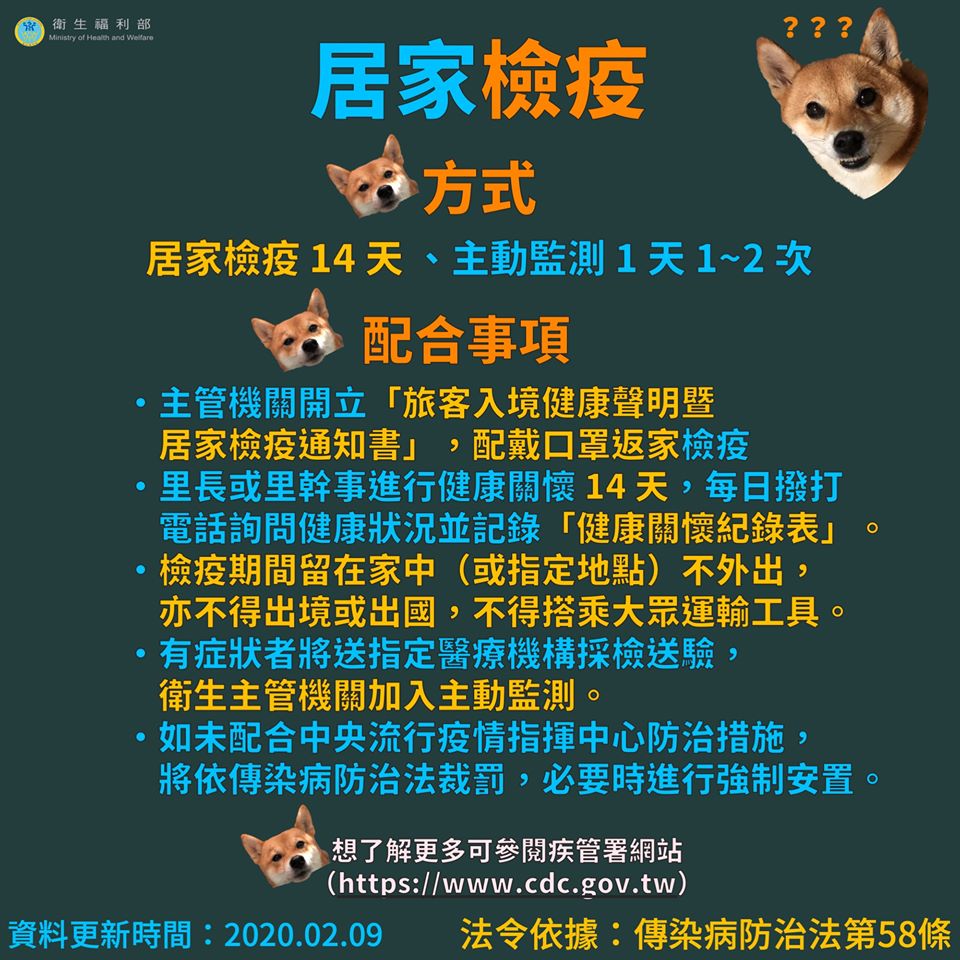 衛生福利部
Ministry of Health and Welfare
???
居家檢疫
方式
居家檢疫 14 天、主動監測 1 天 1~2 次
配合事項
・主管機關開立「旅客入境健康聲明暨
居家檢疫通知書」，配戴口罩返家檢疫
・里長或里幹事進行健康關懷 14 天，每日撥打
電話詢問健康狀況並記錄「健康關懷紀錄表」。
・檢疫期間留在家中（或指定地點）不外出，
亦不得出境或出國，不得搭乘大眾運輸工具。
・有症狀者將送指定醫療機構採檢送驗，
衛生主管機關加入主動監測。
・如未配合中央流行疫情指揮中心防治措施，
將依傳染病防治法裁罰，必要時進行強制安置。
想了解更多可參閱疾管署網站
（https://www.cdc.gov.tw）
資料更新時間：2020.02.09
法令依據：傳染病防治法第58條